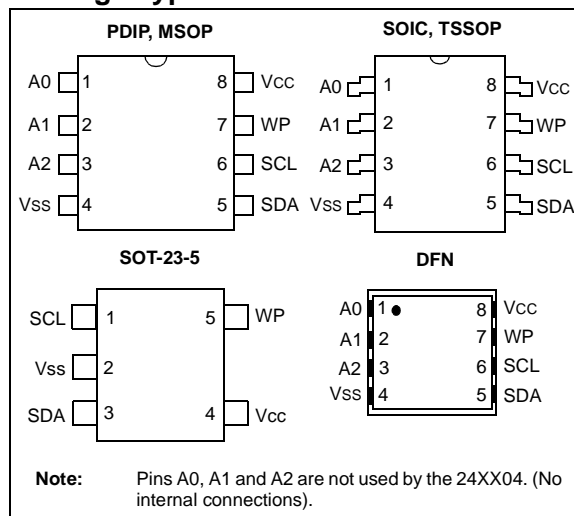 PDIP, MSOP
A0 1 8 VCC
A1 2 7 WP
A2 3 6 SCL
VSS 4 5 SDA
SOIC, TSSOP
A0 1 8 VCC
A1 2 7 WP
A2 3 6 SCL
VSS 4 5 SDA
SOT-23-5
SCL 1 5 WP
Vss 2
SDA 3 4 Vcc
DFN
A0 1 8 VCC
A1 2 7 WP
A2 3 6 SCL
VSS 4 5 SDA
Note: Pins A0, A1 and A2 are not used by the 24XX04. (No
internal connections).